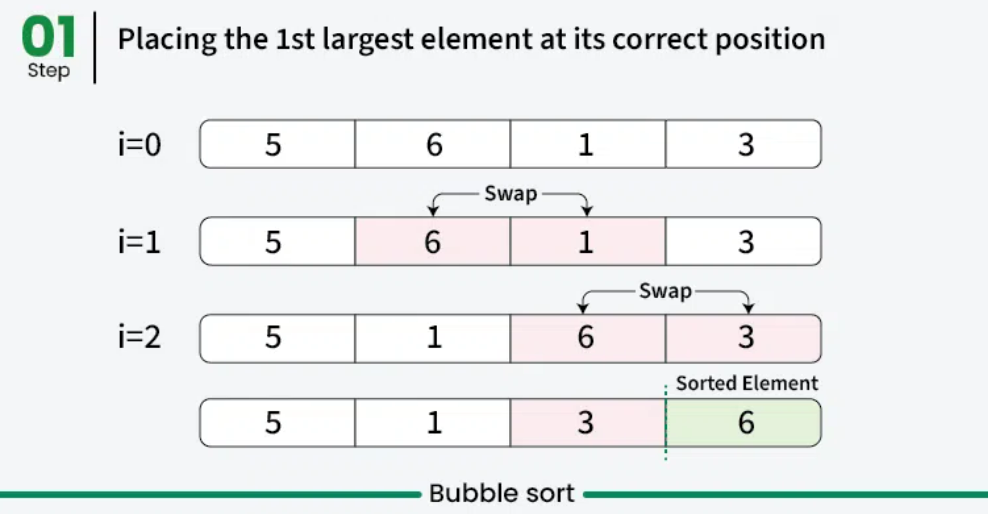 01
Step
Placing the 1st largest element at its correct position
i=0 5 6 1 3
Swap
i=1 5 6 1 3
Swap
i=2 5 1 6 3
Sorted Element
5 1 3 6
Bubble sort